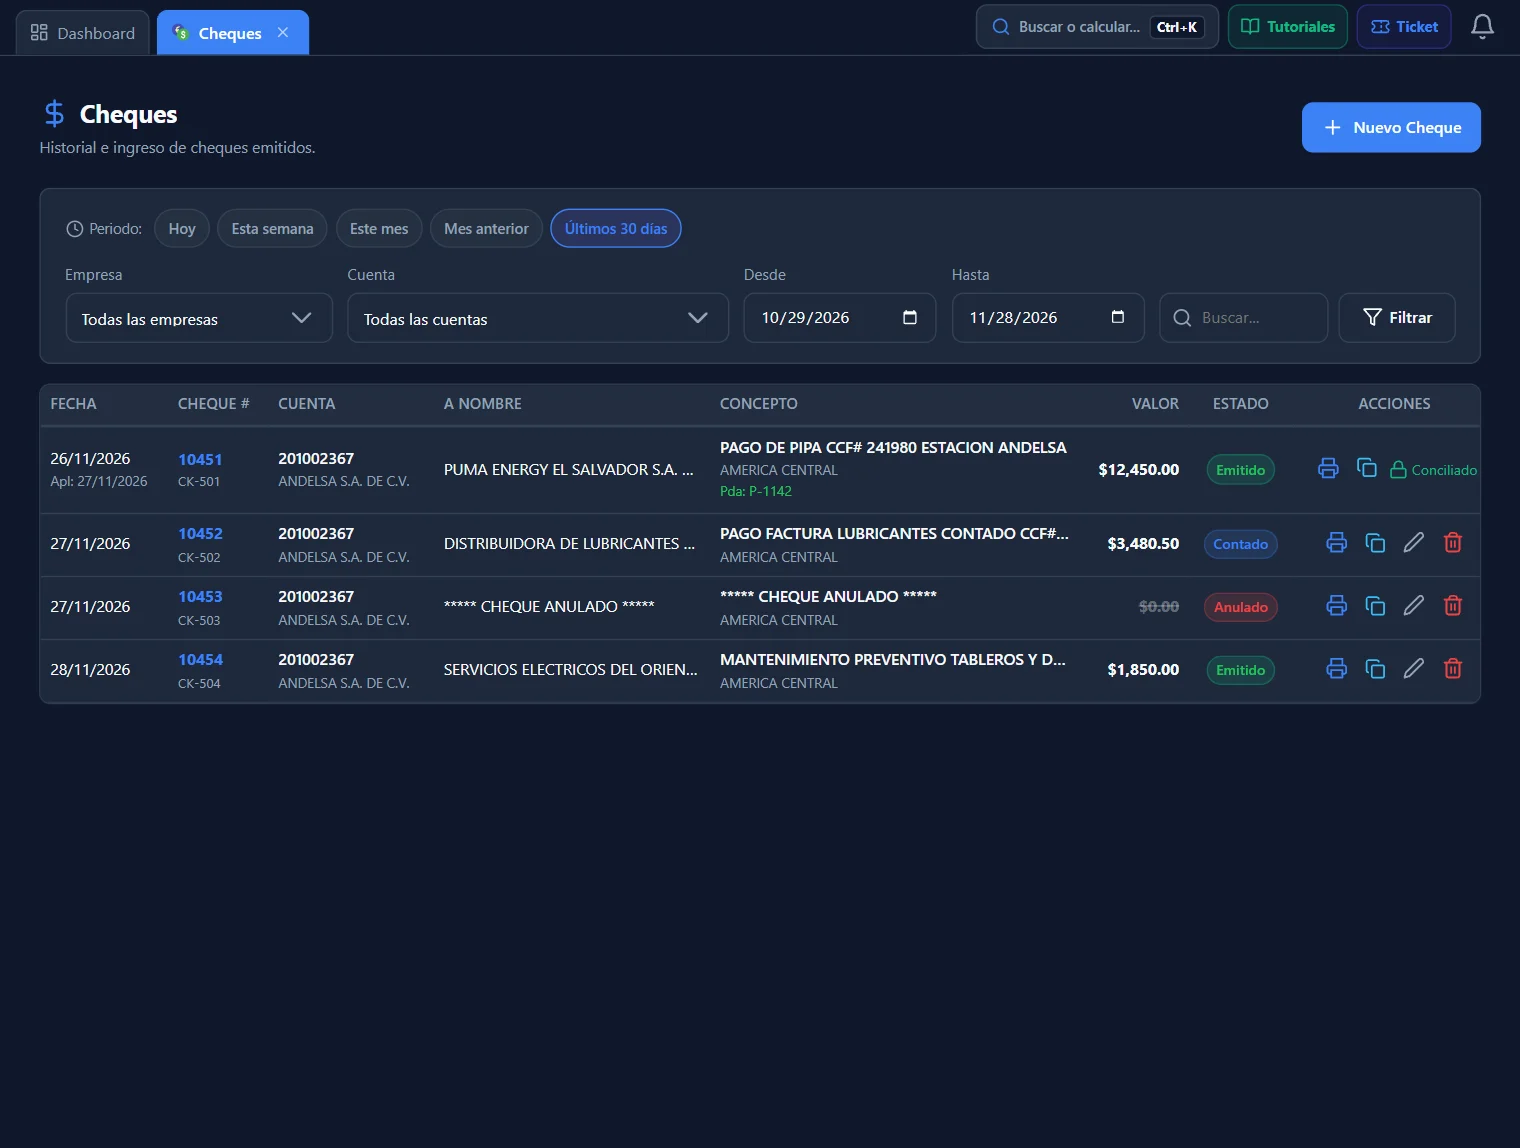 Dashboard
Cheques
Buscar o calcular...
Ctrl+K
Tutoriales
Ticket
Cheques
Historial e ingreso de cheques emitidos.
Nuevo Cheque
Periodo:
Hoy
Esta semana
Este mes
Mes anterior
Últimos 30 días
Empresa
Cuenta
Desde
Hasta
Todas las empresas
Todas las cuentas
10/29/2026
11/28/2026
Buscar...
Filtrar
FECHA
CHEQUE #
CUENTA
A NOMBRE
CONCEPTO
VALOR
ESTADO
ACCIONES
26/11/2026
Apl: 27/11/2026
10451
CK-501
201002367
ANDELSA S.A. DE C.V.
PUMA ENERGY EL SALVADOR S.A. ...
PAGO DE PIPA CCF# 241980 ESTACION ANDELSA
AMERICA CENTRAL
Pda: P-1142
$12,450.00
Emitido
Conciliado
27/11/2026
10452
CK-502
201002367
ANDELSA S.A. DE C.V.
DISTRIBUIDORA DE LUBRICANTES ...
PAGO FACTURA LUBRICANTES CONTADO CCF#...
AMERICA CENTRAL
$3,480.50
Contado
27/11/2026
10453
CK-503
201002367
ANDELSA S.A. DE C.V.
***** CHEQUE ANULADO *****
***** CHEQUE ANULADO *****
AMERICA CENTRAL
$0.00
Anulado
28/11/2026
10454
CK-504
201002367
ANDELSA S.A. DE C.V.
SERVICIOS ELECTRICOS DEL ORIEN...
MANTENIMIENTO PREVENTIVO TABLEROS Y D...
AMERICA CENTRAL
$1,850.00
Emitido